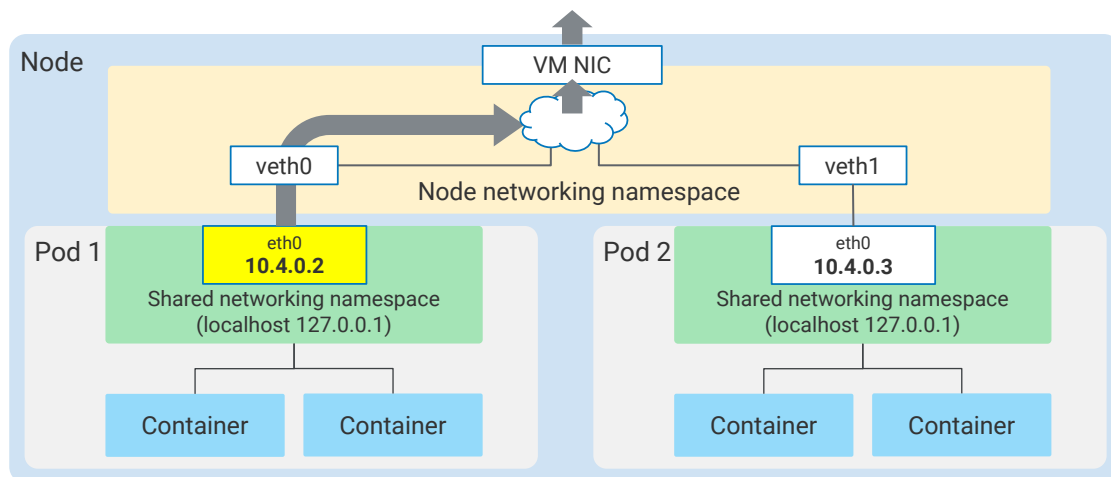 Node
VM NIC
veth0
veth1
Node networking namespace
Pod 1
eth0
10.4.0.2
Shared networking namespace
(localhost 127.0.0.1)
Container
Container
Pod 2
eth0
10.4.0.3
Shared networking namespace
(localhost 127.0.0.1)
Container
Container